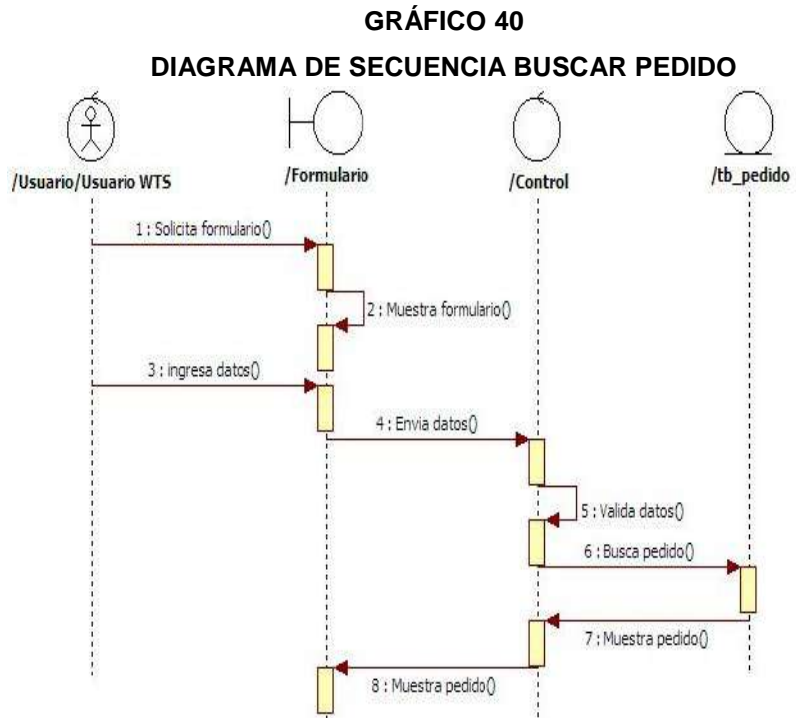 GRÁFICO 40
DIAGRAMA DE SECUENCIA BUSCAR PEDIDO
/Usuario/Usuario WTS
/Formulario
/Control
/tb_pedido
1 : Solicita formulario()
2 : Muestra formulario()
3 : ingresa datos()
4 : Envia datos()
5 : Valida datos()
6 : Busca pedido()
7 : Muestra pedido()
8 : Muestra pedido()